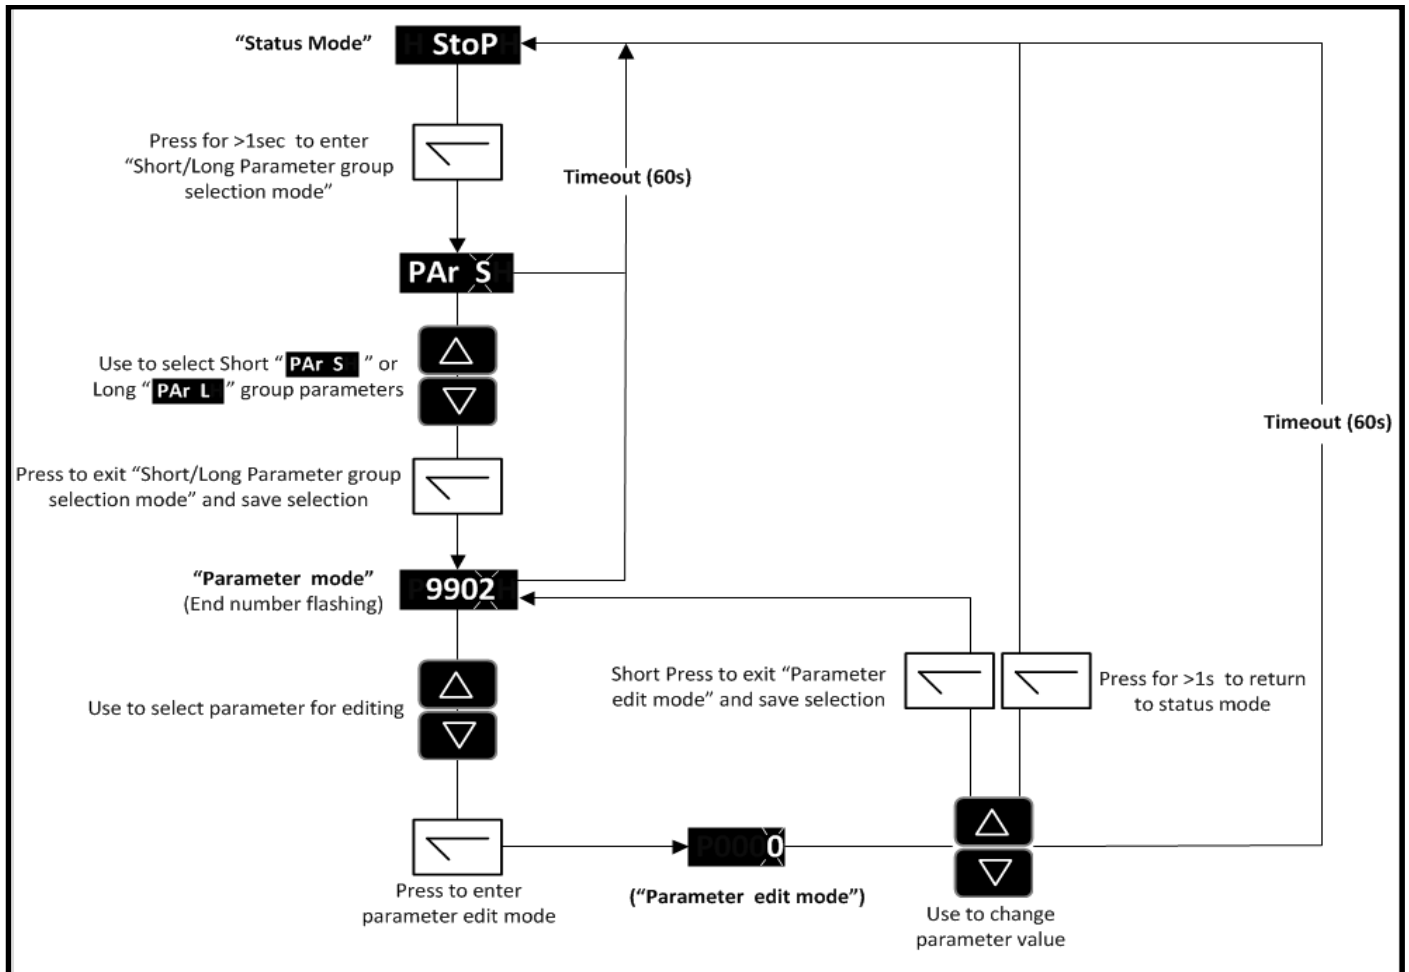 “Status Mode”
StoP
Press for >1sec to enter
“Short/Long Parameter group
selection mode”
Timeout (60s)
PAr S
Use to select Short “ PAr S ” or
Long “ PAr L ” group parameters
Timeout (60s)
Press to exit “Short/Long Parameter group
selection mode” and save selection
“Parameter mode”
(End number flashing)
9902
Use to select parameter for editing
Short Press to exit “Parameter
edit mode” and save selection
Press for >1s to return
to status mode
Press to enter
parameter edit mode
P0000
(“Parameter edit mode”)
Use to change
parameter value